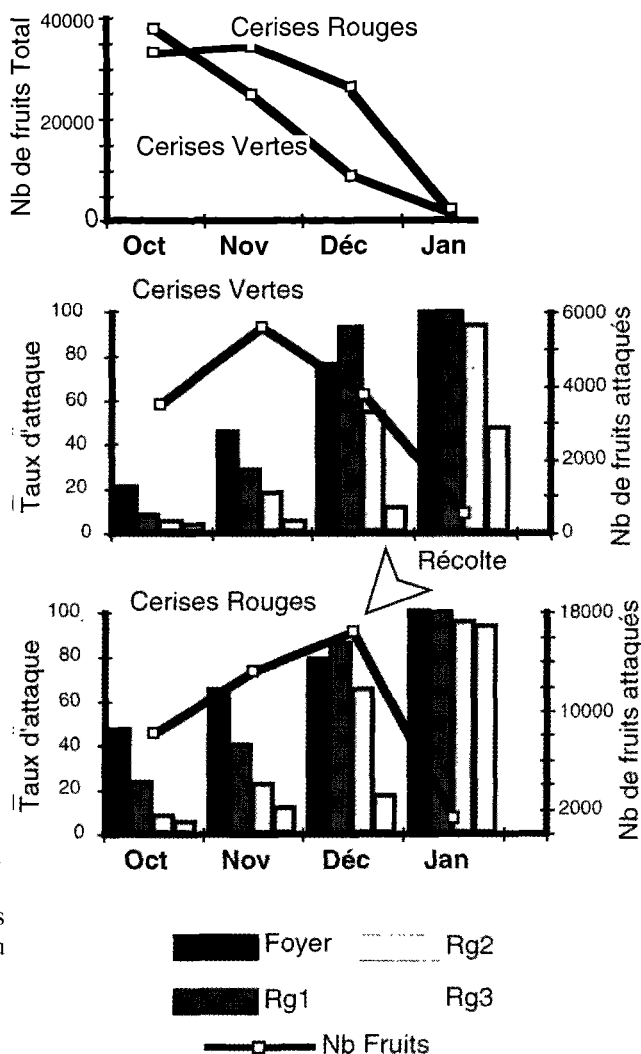 40000
20000
0
Nb de fruits Total
Cerises Rouges
Cerises Vertes
Oct Nov Déc Jan
Cerises Vertes
100
80
60
40
20
0
Taux d'attaque
6000
4000
2000
0
Nb de fruits attaqués
Récolte
Cerises Rouges
100
80
60
40
20
0
Taux d'attaque
18000
10000
2000
Nb de fruits attaqués
Oct Nov Déc Jan
s
Foyer Rg2
Rg1 Rg3
Nb Fruits